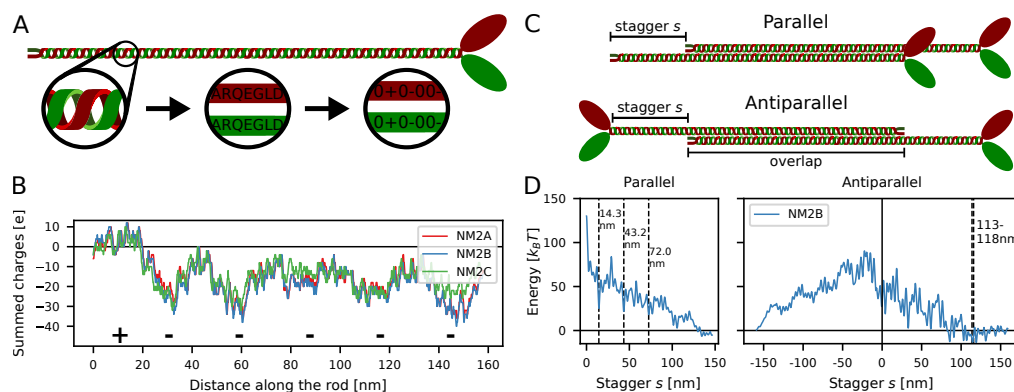 A
ARQEGLD
ARQEGLD
0+0-00-
0+0-00-
B
Summed charges [e]
10
0
−10
−20
−30
−40
NM2A
NM2B
NM2C
+ - - - - -
0 20 40 60 80 100 120 140 160
Distance along the rod [nm]
C
Parallel
stagger s
Antiparallel
stagger s
overlap
D
Parallel
Energy [kBT]
150
100
50
0
14.3
nm
43.2
nm
72.0
nm
0 50 100 150
Stagger s [nm]
Antiparallel
NM2B
113-
118nm
-150 -100 -50 0 50 100 150
Stagger s [nm]